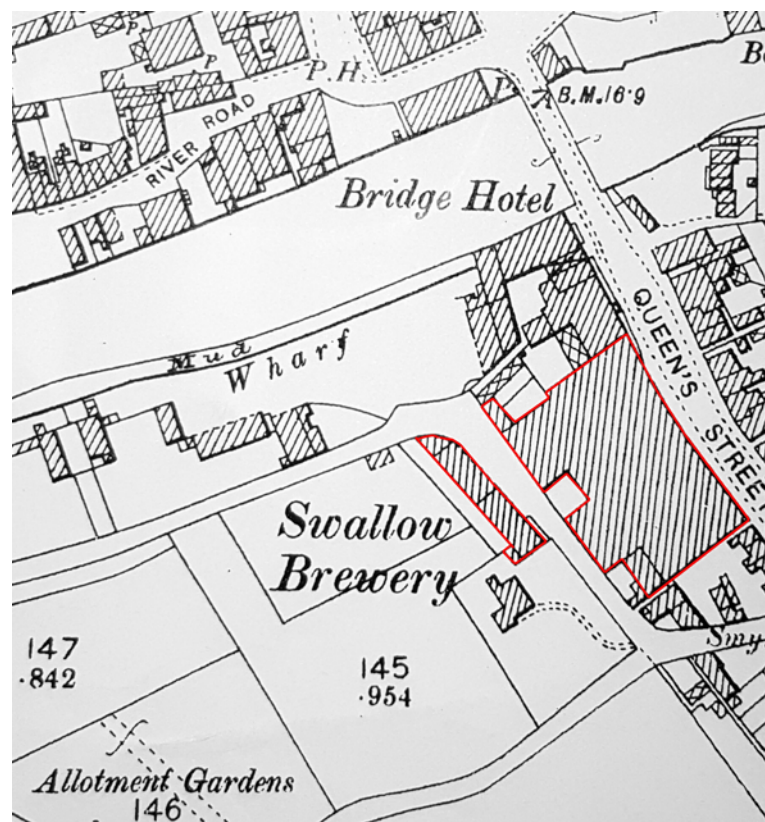 P.
P.
P.H.
P.
B.M.16·9
RIVER ROAD
Bridge Hotel
QUEEN'S STREET
Mud
Wharf
Swallow
Brewery
147
·842
145
·954
Smy
Allotment Gardens
146